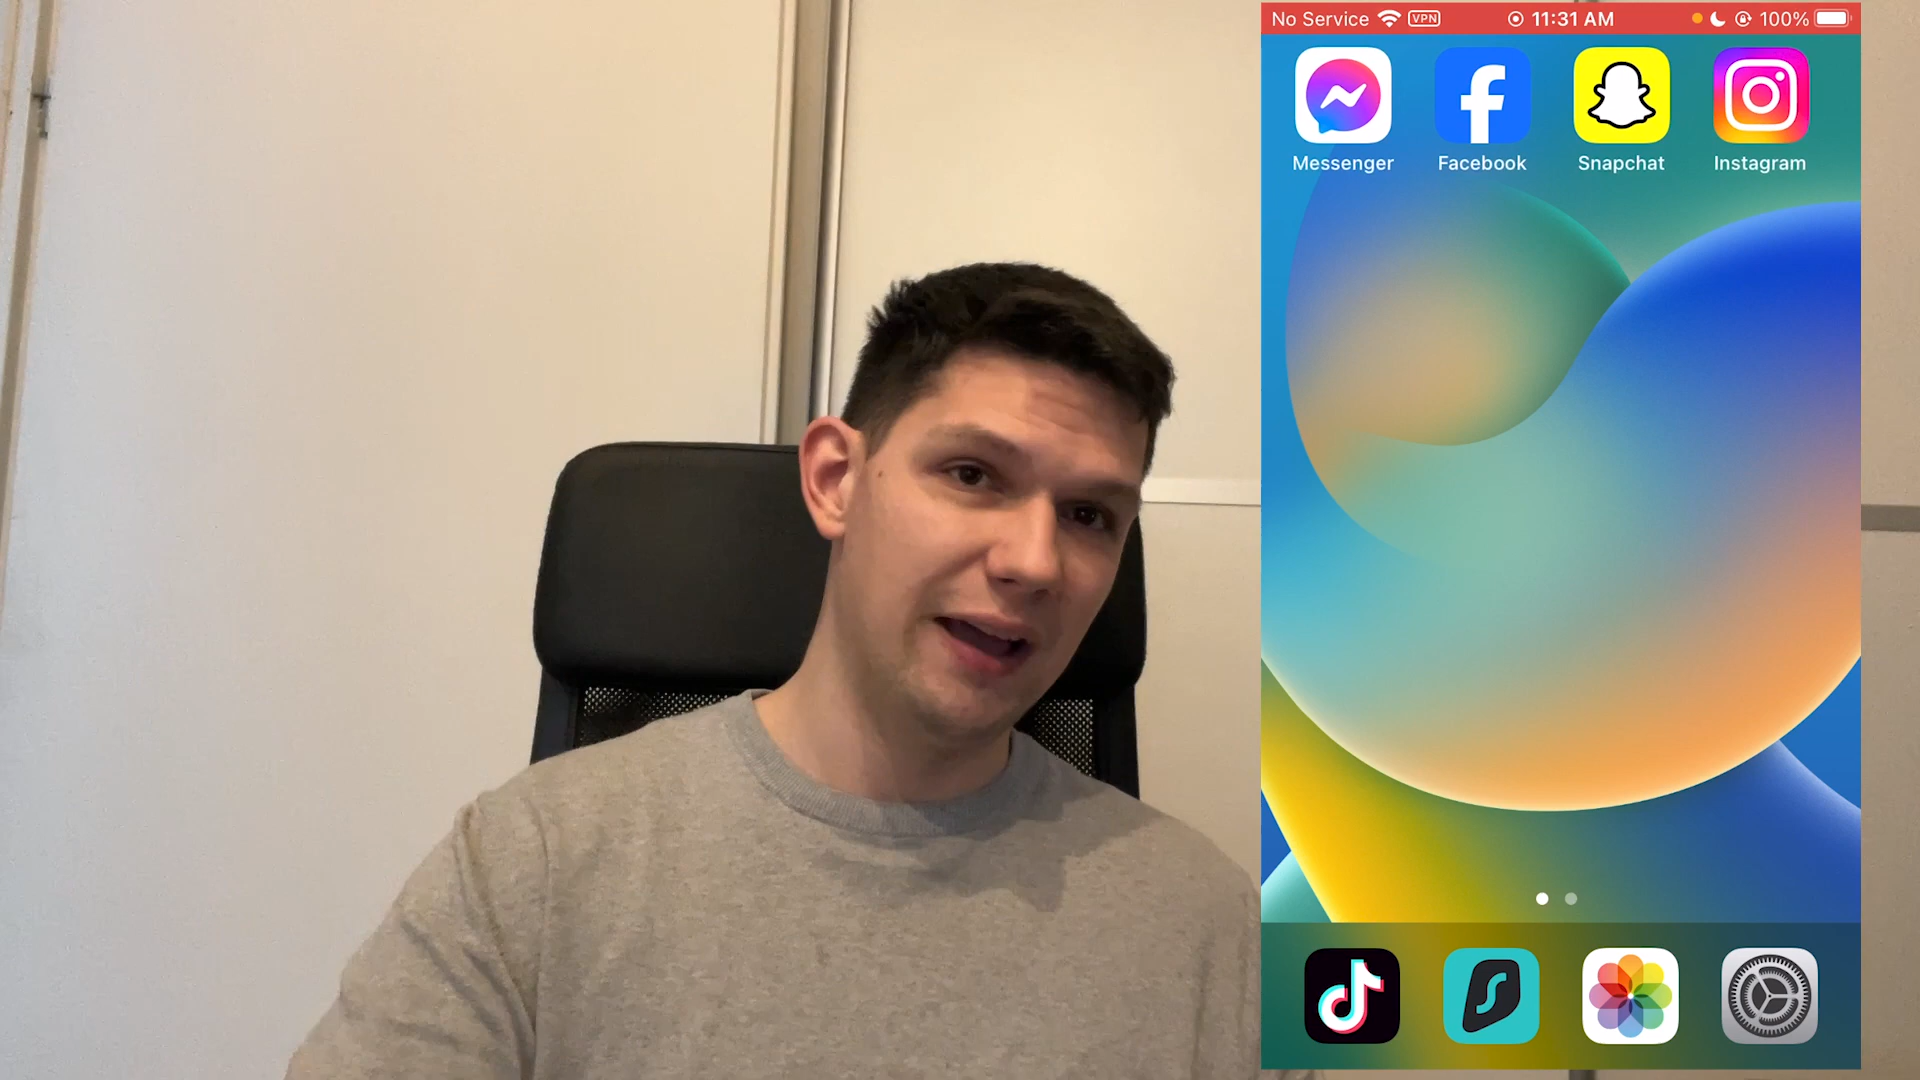 No Service VPN 11:31 AM 100%
Messenger Facebook Snapchat Instagram